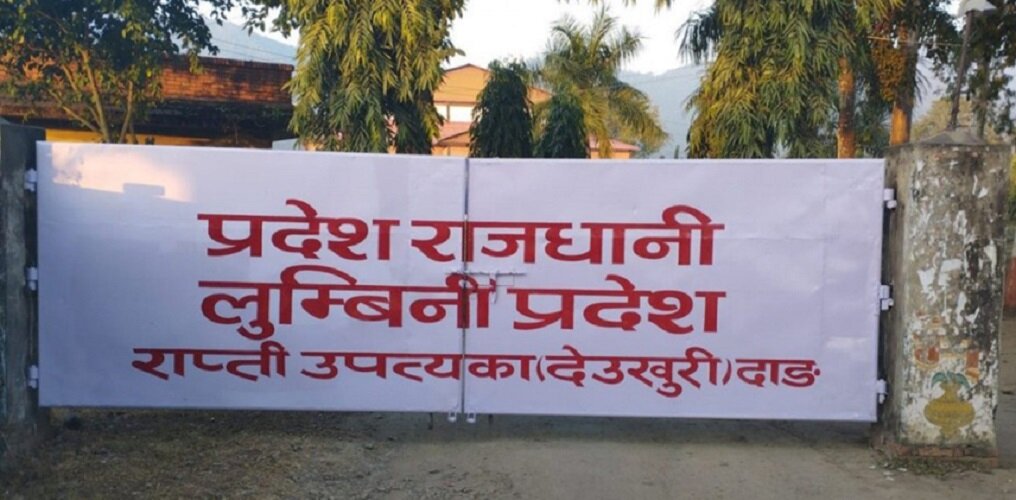 प्रदेश राजधानी
लुम्बिनी प्रदेश
राप्ती उपत्यका(देउखुरी)दाङ